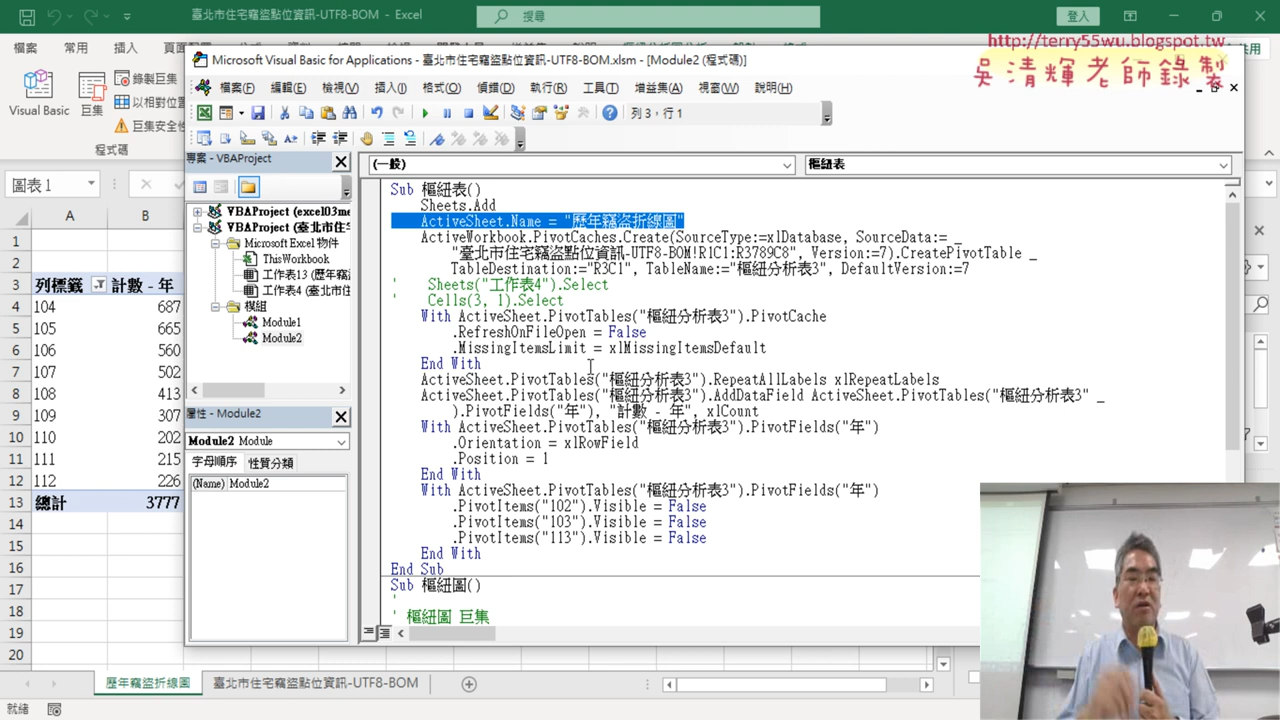 臺北市住宅竊盜點位資訊-UTF8-BOM - Excel
搜尋
登入
http://terry55wu.blogspot.tw
吳清輝老師錄製
檔案 常用 插入
Visual Basic
巨集
錄製巨集
以相對位置
巨集安全性
程式碼
Microsoft Visual Basic for Applications - 臺北市住宅竊盜點位資訊-UTF8-BOM.xlsm - [Module2 (程式碼)]
檔案(F) 編輯(E) 檢視(V) 插入(I) 格式(O) 偵錯(D) 執行(R) 工具(T) 增益集(A) 視窗(W) 說明(H)
列 3，行 1
專案 - VBAProject
VBAProject (excel03me
VBAProject (臺北市住
Microsoft Excel 物件
ThisWorkbook
工作表13 (歷年竊
工作表4 (臺北市住
模組
Module1
Module2
屬性 - Module2
Module2 Module
字母順序 性質分類
(Name) Module2
(一般)
樞紐表
Sub 樞紐表()
Sheets.Add
ActiveSheet.Name = "歷年竊盜折線圖"
ActiveWorkbook.PivotCaches.Create(SourceType:=xlDatabase, SourceData:= _
"臺北市住宅竊盜點位資訊-UTF8-BOM!R1C1:R3789C8", Version:=7).CreatePivotTable _
TableDestination:="R3C1", TableName:="樞紐分析表3", DefaultVersion:=7
' Sheets("工作表4").Select
' Cells(3, 1).Select
With ActiveSheet.PivotTables("樞紐分析表3").PivotCache
.RefreshOnFileOpen = False
.MissingItemsLimit = xlMissingItemsDefault
End With
ActiveSheet.PivotTables("樞紐分析表3").RepeatAllLabels xlRepeatLabels
ActiveSheet.PivotTables("樞紐分析表3").AddDataField ActiveSheet.PivotTables("樞紐分析表3" _
).PivotFields("年"), "計數 - 年", xlCount
With ActiveSheet.PivotTables("樞紐分析表3").PivotFields("年")
.Orientation = xlRowField
.Position = 1
End With
With ActiveSheet.PivotTables("樞紐分析表3").PivotFields("年")
.PivotItems("102").Visible = False
.PivotItems("103").Visible = False
.PivotItems("113").Visible = False
End With
End Sub
Sub 樞紐圖()
'
' 樞紐圖 巨集
圖表 1
A B
1
2
3 列標籤 計數 - 年
4 104 687
5 105 665
6 106 560
7 107 502
8 108 413
9 109 307
10 110 202
11 111 215
12 112 226
13 總計 3777
14
15
16
17
18
19
20
歷年竊盜折線圖 臺北市住宅竊盜點位資訊-UTF8-BOM
就緒